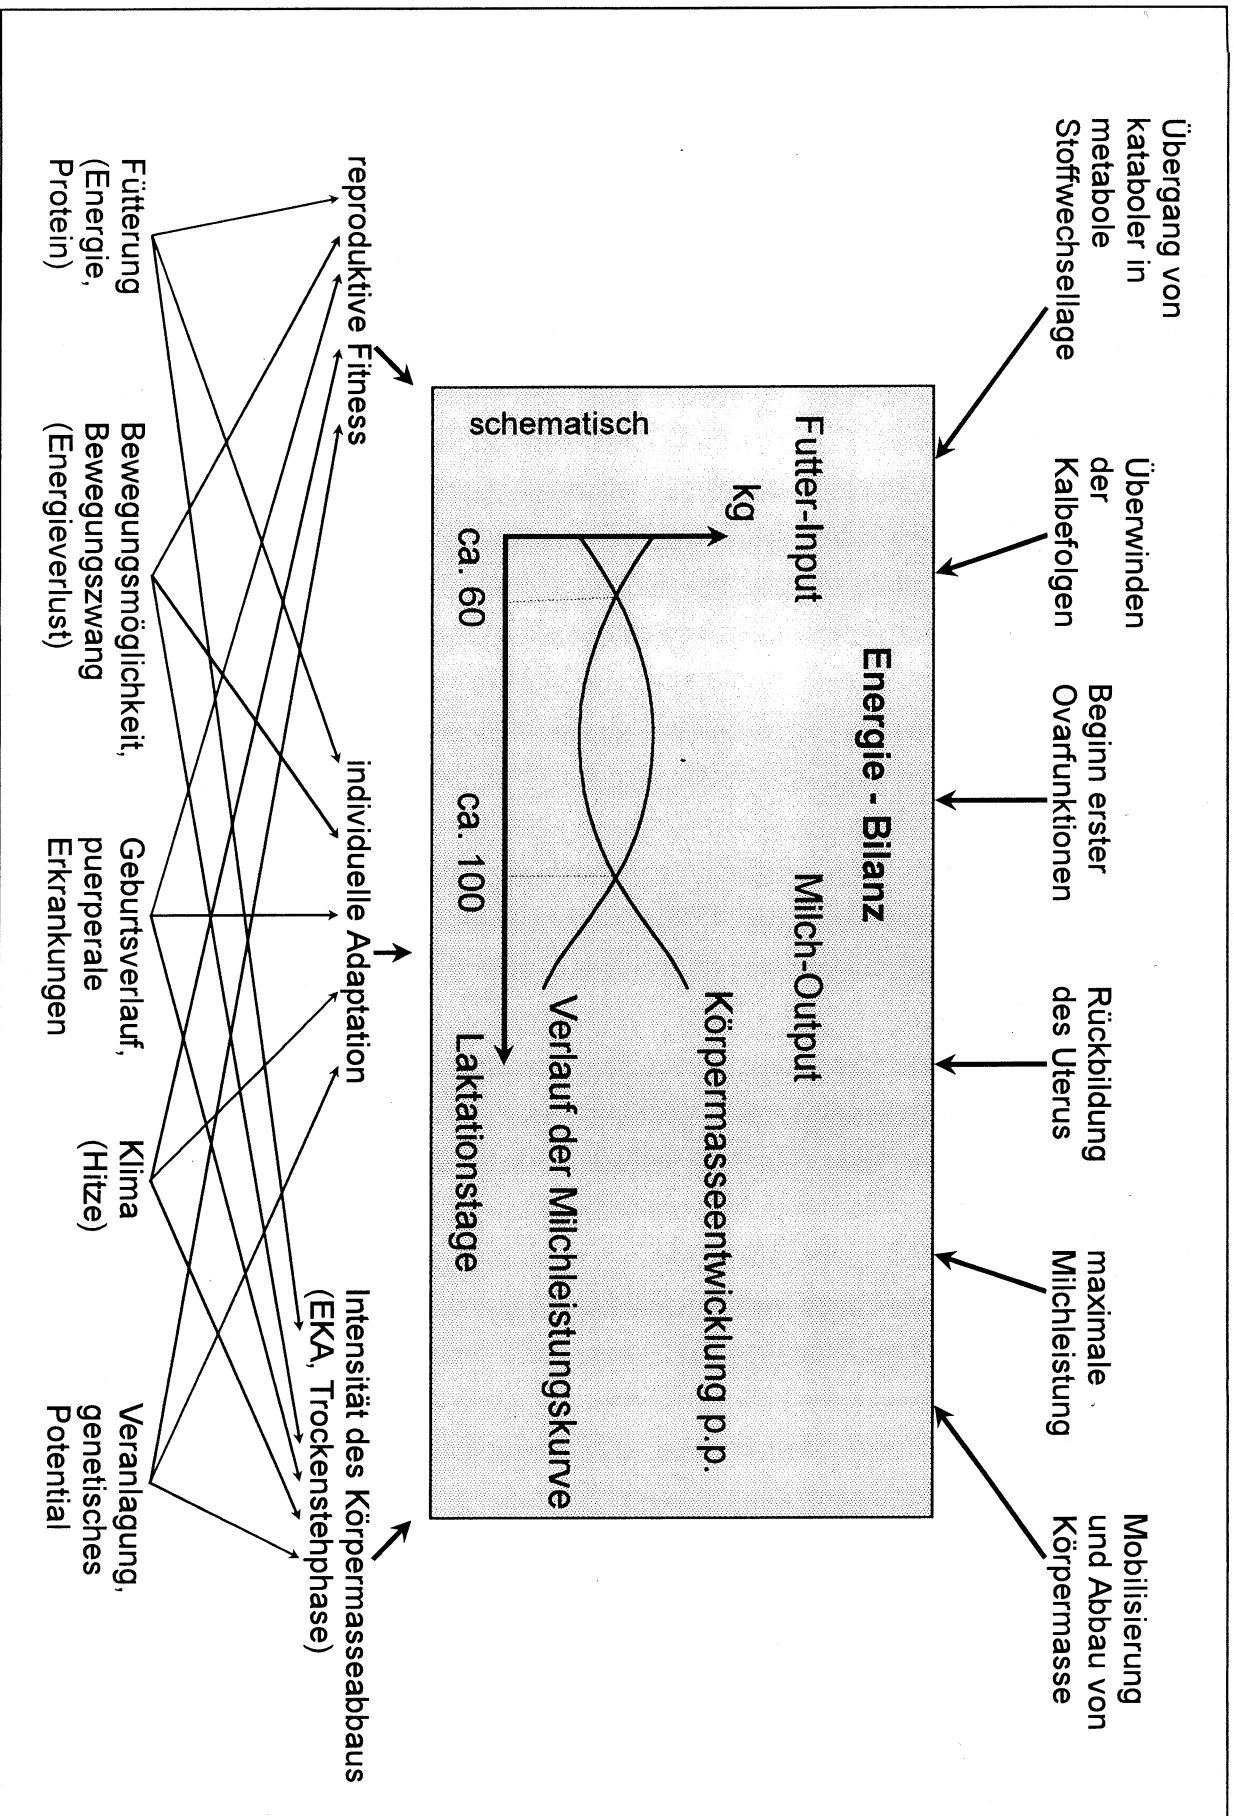 Übergang von
kataboler in
metabole
Stoffwechsellage
Überwinden
der
Kalbefolgen
Beginn erster
Ovarfunktionen
Rückbildung
des Uterus
maximale
Milchleistung
Mobilisierung
und Abbau von
Körpermasse
Energie - Bilanz
Futter-Input
Milch-Output
kg
Körpermasseentwicklung p.p.
Verlauf der Milchleistungskurve
schematisch
ca. 60
ca. 100
Laktationstage
reproduktive Fitness
individuelle Adaptation
Intensität des Körpermasseabbaus
(EKA, Trockenstehphase)
Fütterung
(Energie,
Protein)
Bewegungsmöglichkeit,
Bewegungszwang
(Energieverlust)
Geburtsverlauf,
puerperale
Erkrankungen
Klima
(Hitze)
Veranlagung,
genetisches
Potential